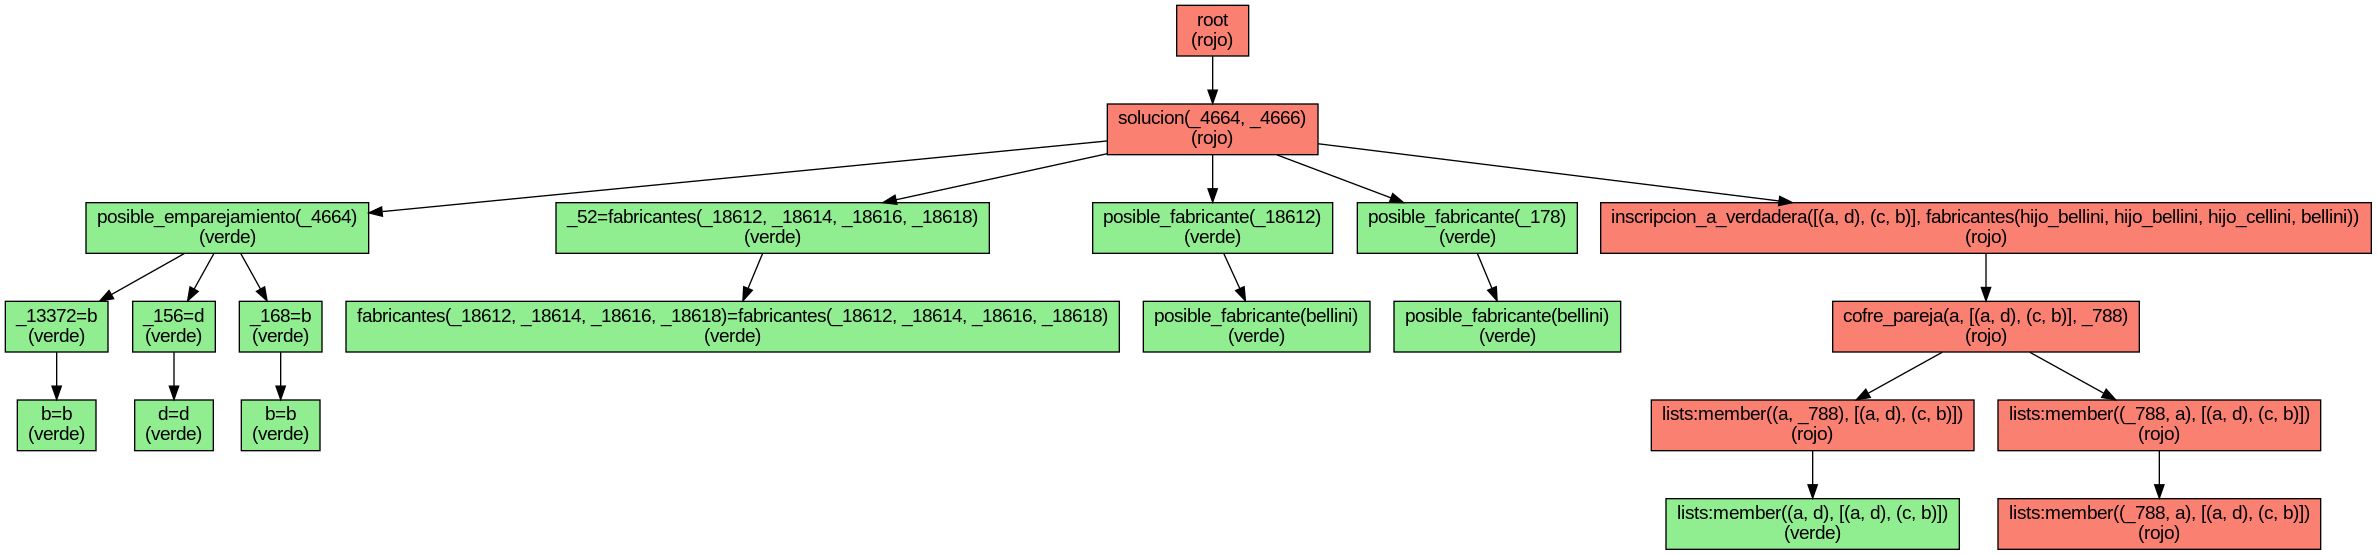 root
(rojo)
solucion(_4664, _4666)
(rojo)
posible_emparejamiento(_4664)
(verde)
_52=fabricantes(_18612, _18614, _18616, _18618)
(verde)
posible_fabricante(_18612)
(verde)
posible_fabricante(_178)
(verde)
inscripcion_a_verdadera([(a, d), (c, b)], fabricantes(hijo_bellini, hijo_bellini, hijo_cellini, bellini))
(rojo)
_13372=b
(verde)
_156=d
(verde)
_168=b
(verde)
fabricantes(_18612, _18614, _18616, _18618)=fabricantes(_18612, _18614, _18616, _18618)
(verde)
posible_fabricante(bellini)
(verde)
posible_fabricante(bellini)
(verde)
cofre_pareja(a, [(a, d), (c, b)], _788)
(rojo)
b=b
(verde)
d=d
(verde)
b=b
(verde)
lists:member((a, _788), [(a, d), (c, b)])
(rojo)
lists:member((_788, a), [(a, d), (c, b)])
(rojo)
lists:member((a, d), [(a, d), (c, b)])
(verde)
lists:member((_788, a), [(a, d), (c, b)])
(rojo)